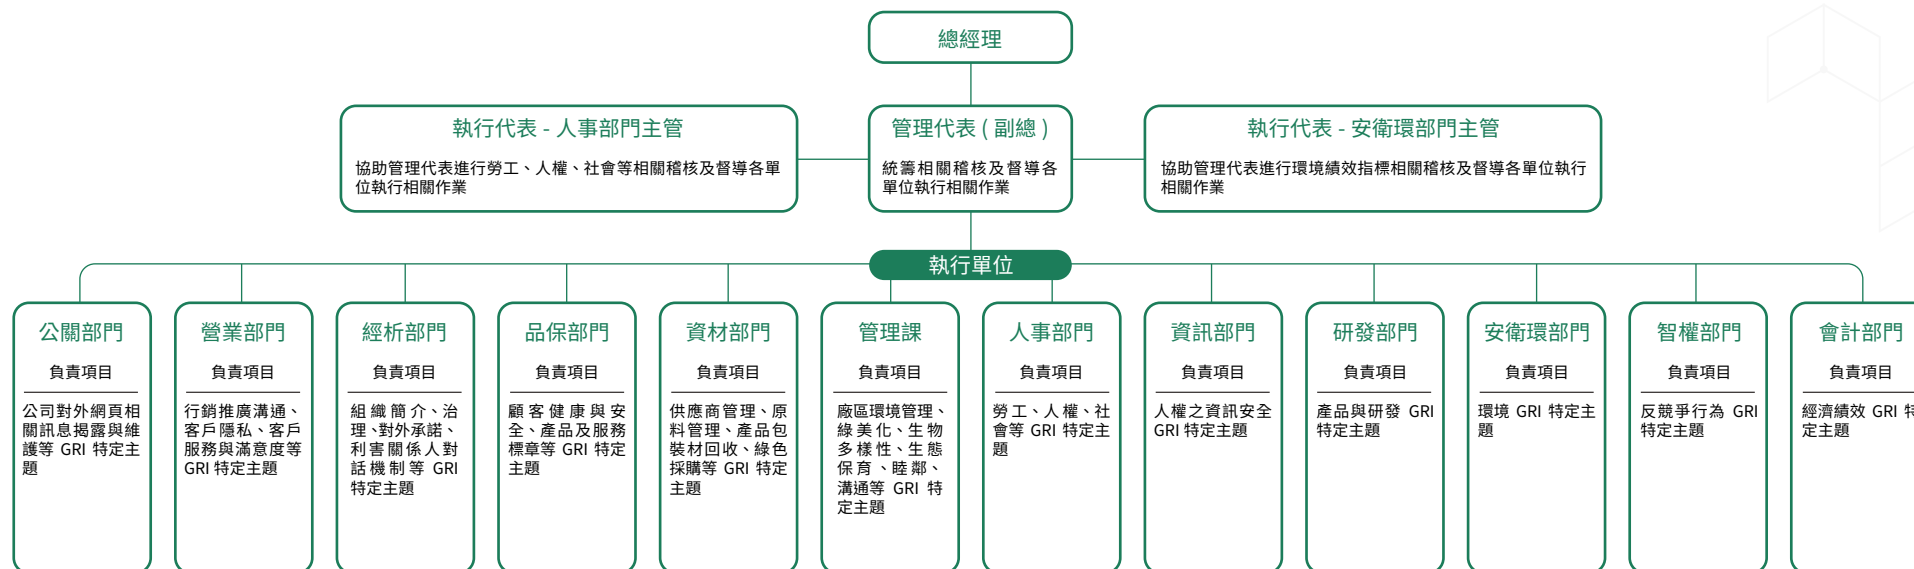 總經理
執行代表 - 人事部門主管
協助管理代表進行勞工、人權、社會等相關稽核及督導各單
位執行相關作業
管理代表 ( 副總 )
統籌相關稽核及督導各
單位執行相關作業
執行代表 - 安衛環部門主管
協助管理代表進行環境績效指標相關稽核及督導各單位執行
相關作業
執行單位
公關部門
負責項目
公司對外網頁相
關訊息揭露與維
護等 GRI 特定主
題
營業部門
負責項目
行銷推廣溝通、
客戶隱私、客戶
服務與滿意度等
GRI 特定主題
經析部門
負責項目
組織簡介、治
理、對外承諾、
利害關係人對
話機制等 GRI
特定主題
品保部門
負責項目
顧客健康與安
全、產品及服務
標章等 GRI 特定
主題
資材部門
負責項目
供應商管理、原
料管理、產品包
裝材回收、綠色
採購等 GRI 特定
主題
管理課
負責項目
廠區環境管理、
綠美化、生物
多樣性、生態
保育、睦鄰、
溝通等 GRI 特
定主題
人事部門
負責項目
勞工、人權、社
會等 GRI 特定主
題
資訊部門
負責項目
人權之資訊安全
GRI 特定主題
研發部門
負責項目
產品與研發 GRI
特定主題
安衛環部門
負責項目
環境 GRI 特定主
題
智權部門
負責項目
反競爭行為 GRI
特定主題
會計部門
負責項目
經濟績效 GRI 特
定主題